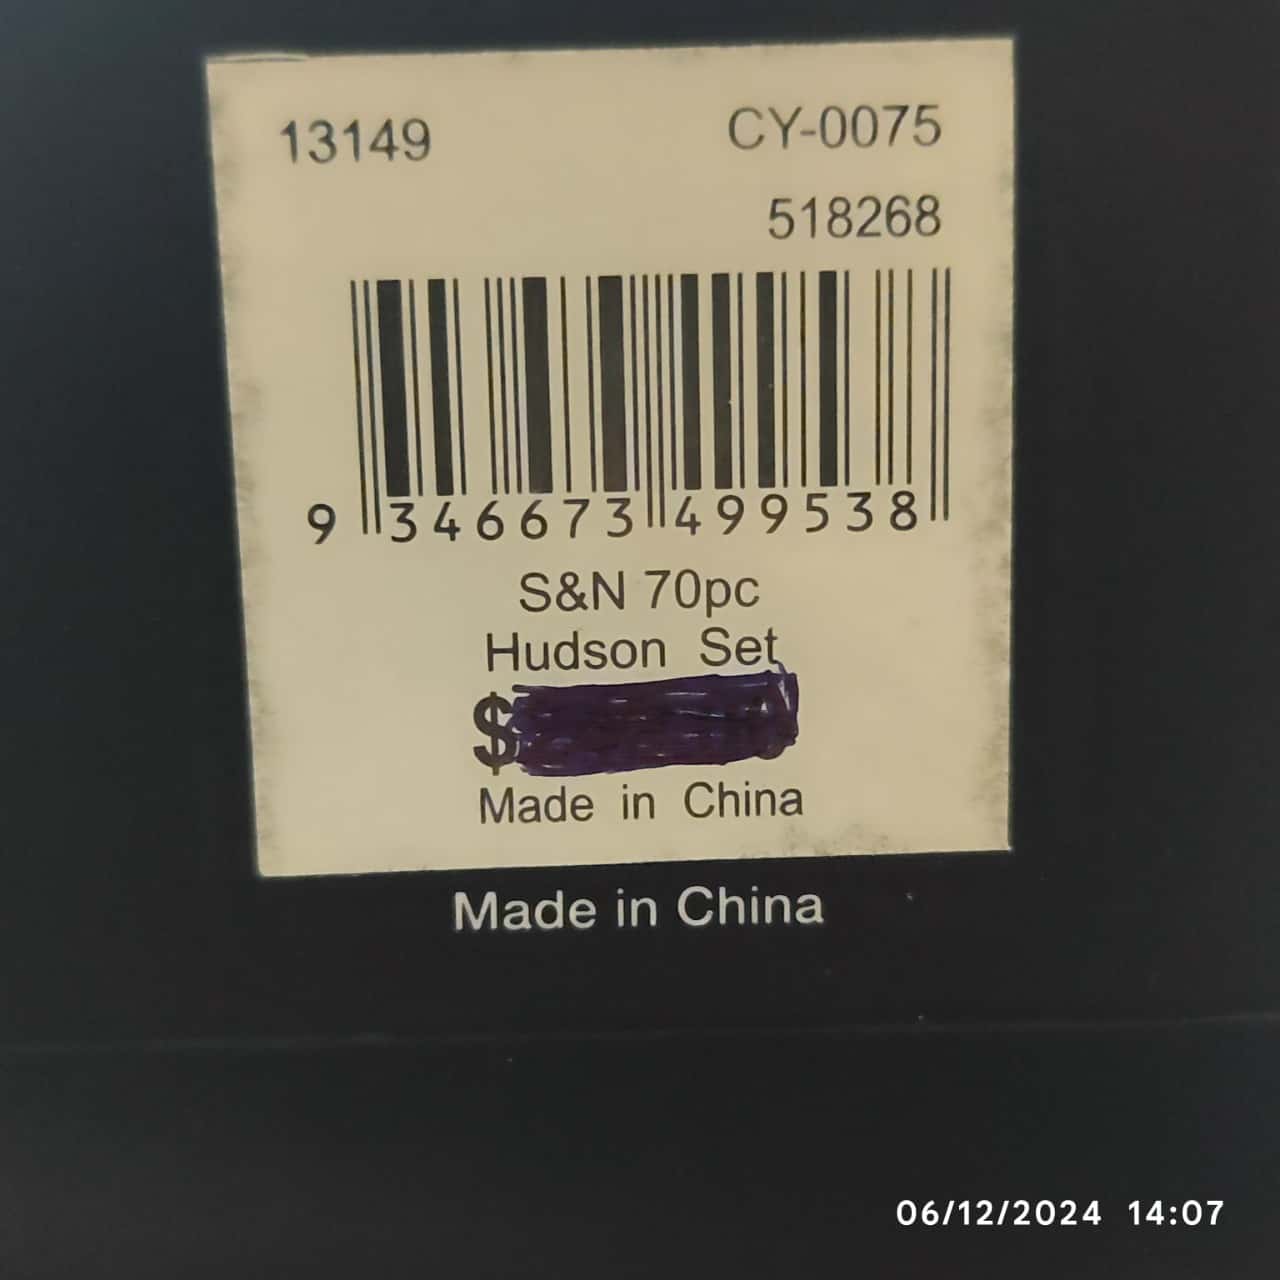 13149 CY-0075
518268
9 346673 499538
S&N 70pc
Hudson Set
$
Made in China
Made in China
06/12/2024 14:07